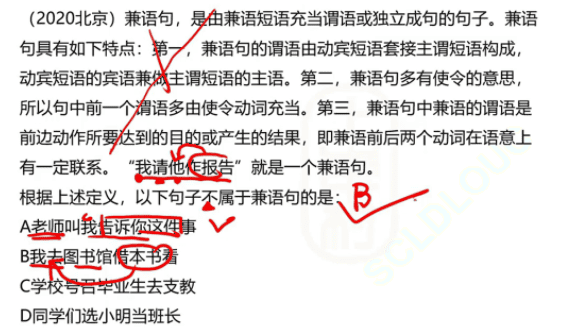 （2020北京）兼语句，是由兼语短语充当谓语或独立成句的句子。兼语
句具有如下特点：第一，兼语句的谓语由动宾短语套接主谓短语构成，
动宾短语的宾语兼做主谓短语的主语。第二，兼语句多有使令的意思，
所以句中前一个谓语多由使令动词充当。第三，兼语句中兼语的谓语是
前边动作所要达到的目的或产生的结果，即兼语前后两个动词在语意上
有一定联系。“我请他作报告”就是一个兼语句。
根据上述定义，以下句子不属于兼语句的是：B
A老师叫我告诉你这件事
B我去图书馆借本书看
C学校号召毕业生去支教
D同学们选小明当班长